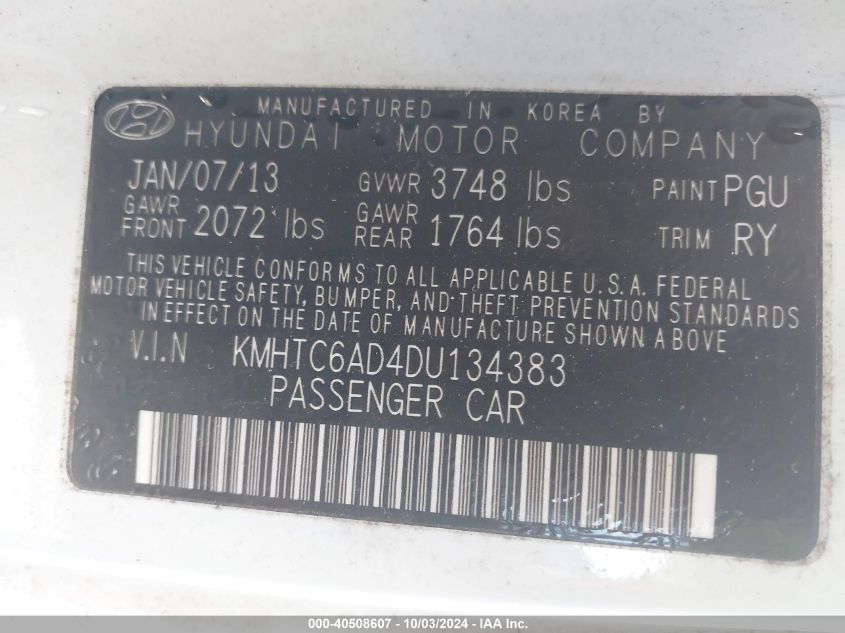 MANUFACTURED IN KOREA BY
HYUNDAI MOTOR COMPANY
JAN/07/13 GVWR 3748 lbs PAINT PGU
GAWR FRONT 2072 lbs GAWR REAR 1764 lbs TRIM RY
THIS VEHICLE CONFORMS TO ALL APPLICABLE U.S.A. FEDERAL
MOTOR VEHICLE SAFETY, BUMPER, AND THEFT PREVENTION STANDARDS
IN EFFECT ON THE DATE OF MANUFACTURE SHOWN ABOVE
V.I.N KMHTC6AD4DU134383
PASSENGER CAR
000-40508607 - 10/03/2024 - IAA Inc.